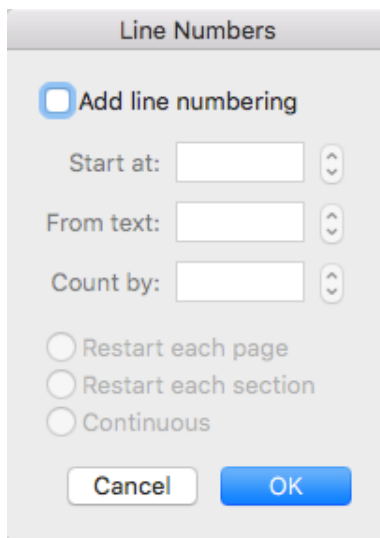 Line Numbers
Add line numbering
Start at:
From text:
Count by:
Restart each page
Restart each section
Continuous
Cancel OK